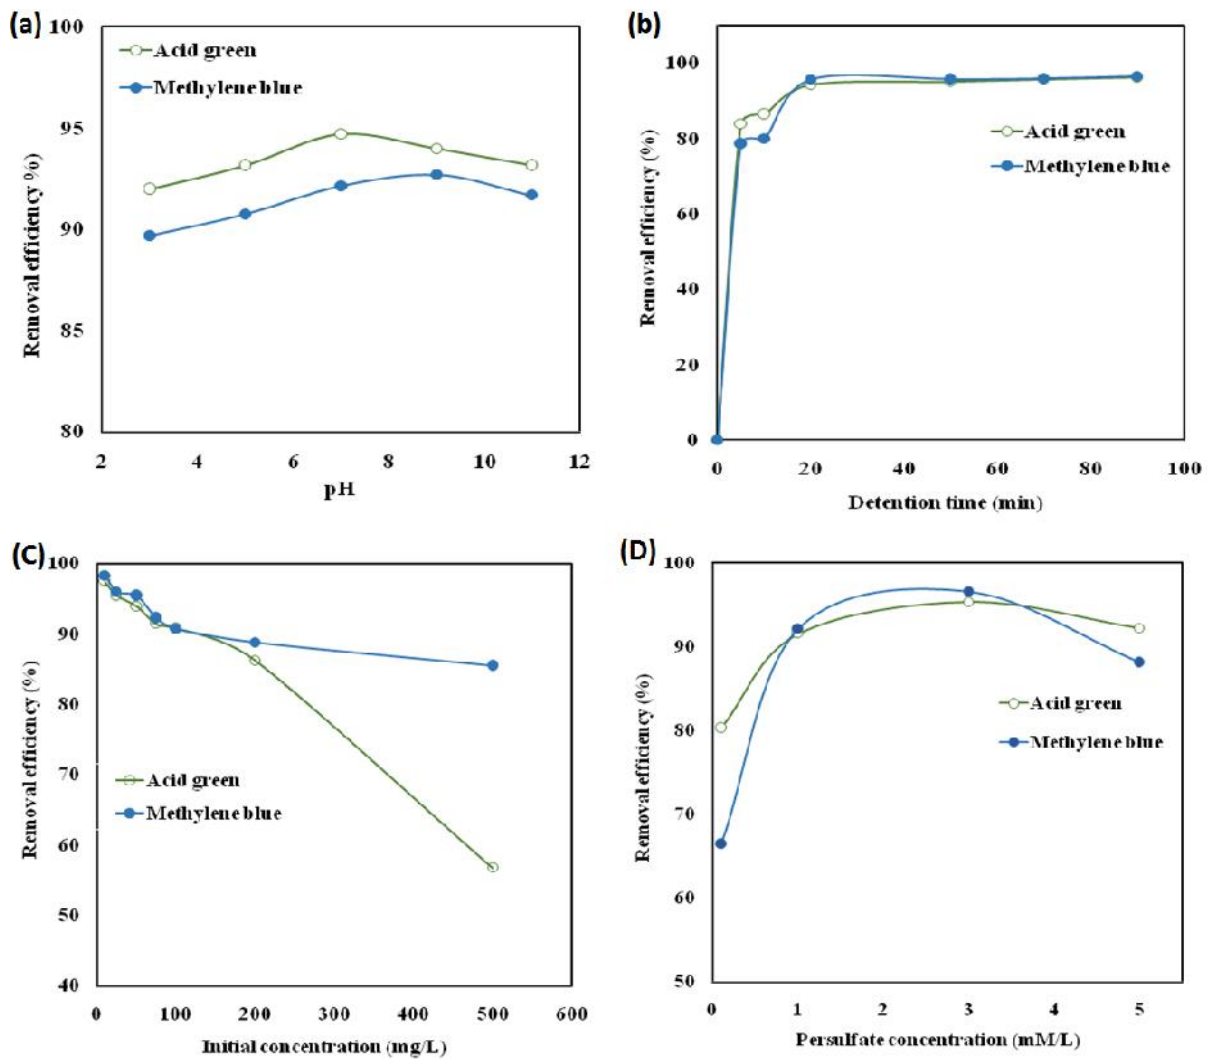 (a)
100
95
90
85
80
Removal efficiency %)
Acid green
Methylene blue
2 4 6 8 10 12
pH
(b)
100
80
60
40
20
0
Removal efficiency (%)
Acid green
Methylene blue
0 20 40 60 80 100
Detention time (min)
(C)
100
90
80
70
60
50
40
Removal efficiency (%)
Acid green
Methylene blue
0 100 200 300 400 500 600
Initial concentration (mg/L)
(D)
100
90
80
70
60
50
Removal efficiency (%)
Acid green
Methylene blue
0 1 2 3 4 5
Persulfate concentration (mM/L)